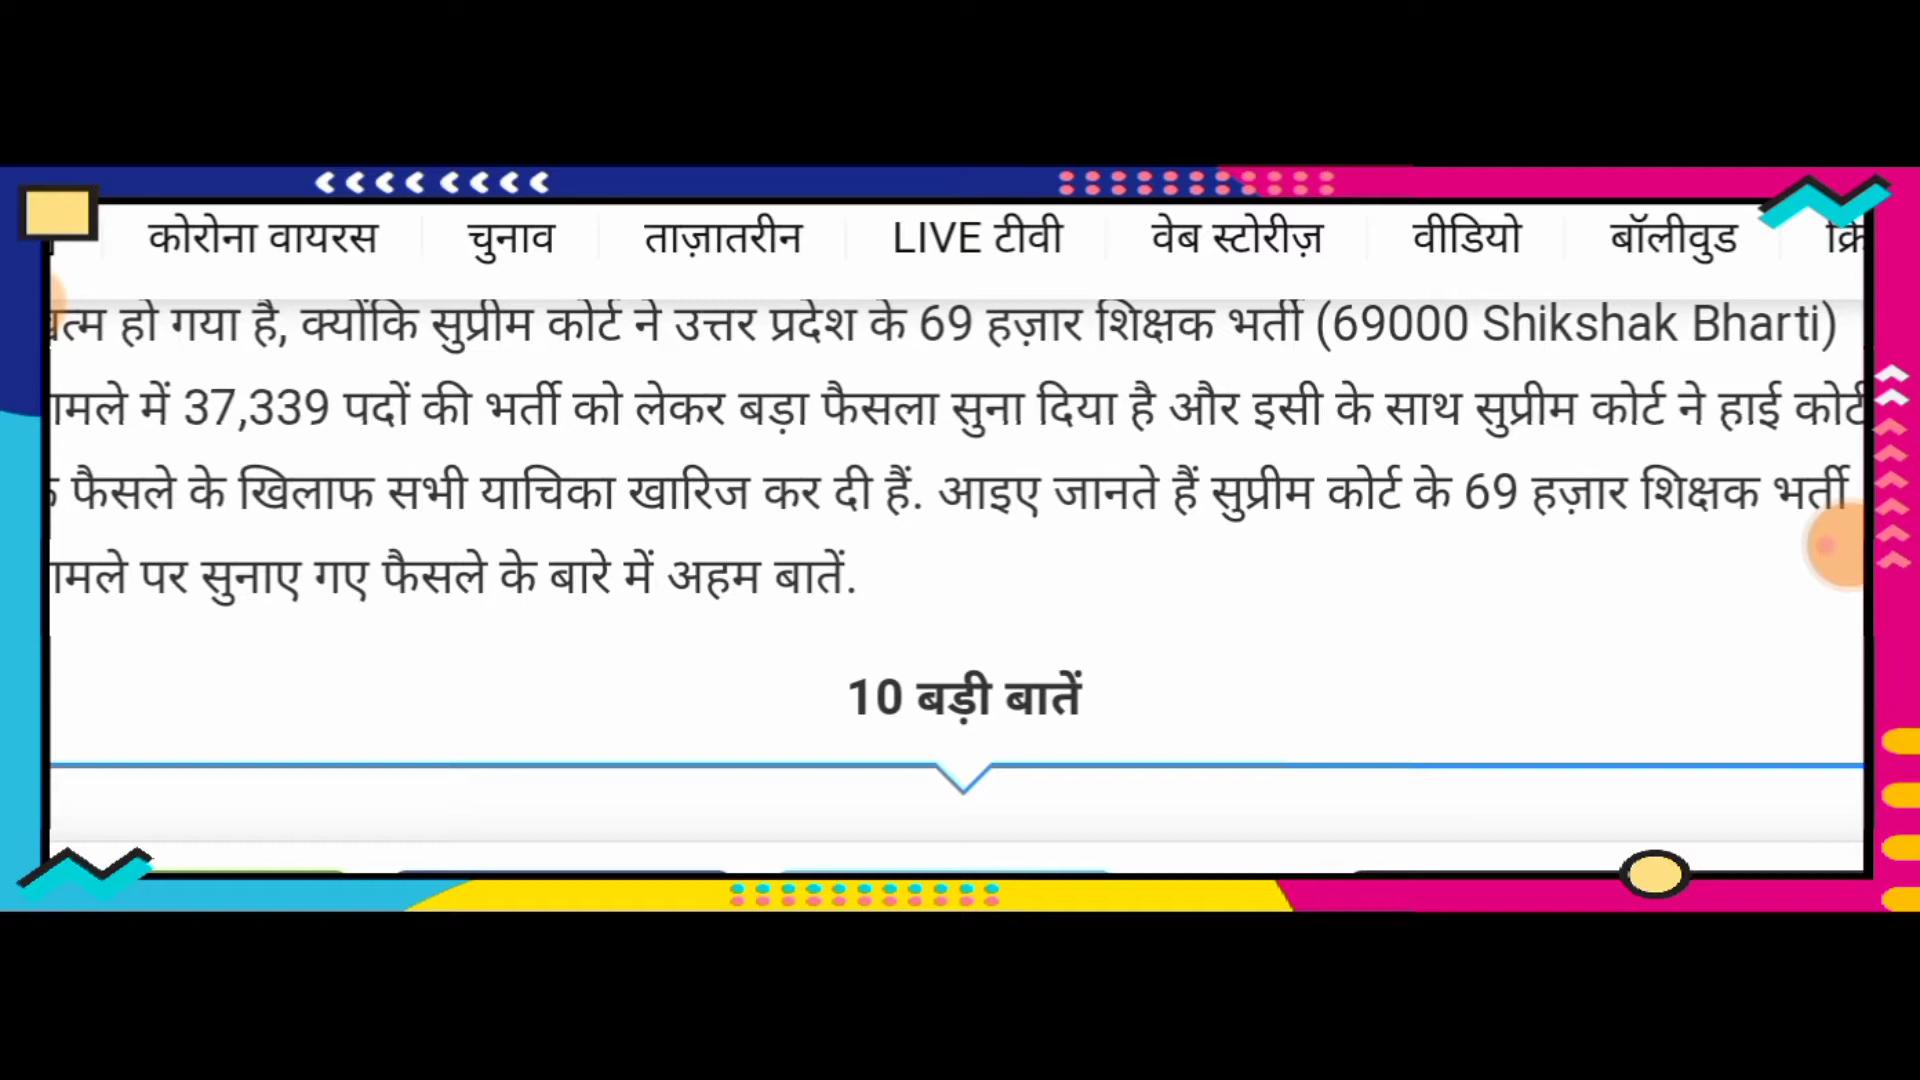 कोरोना वायरस चुनाव ताज़ातरीन LIVE टीवी वेब स्टोरीज़ वीडियो बॉलीवुड
हो गया है, क्योंकि सुप्रीम कोर्ट ने उत्तर प्रदेश के 69 हज़ार शिक्षक भर्ती (69000 Shikshak Bharti)
में 37,339 पदों की भर्ती को लेकर बड़ा फैसला सुना दिया है और इसी के साथ सुप्रीम कोर्ट ने हाई कोर्ट
फैसले के खिलाफ सभी याचिका खारिज कर दी हैं. आइए जानते हैं सुप्रीम कोर्ट के 69 हज़ार शिक्षक भर्ती
पर सुनाए गए फैसले के बारे में अहम बातें.
10 बड़ी बातें